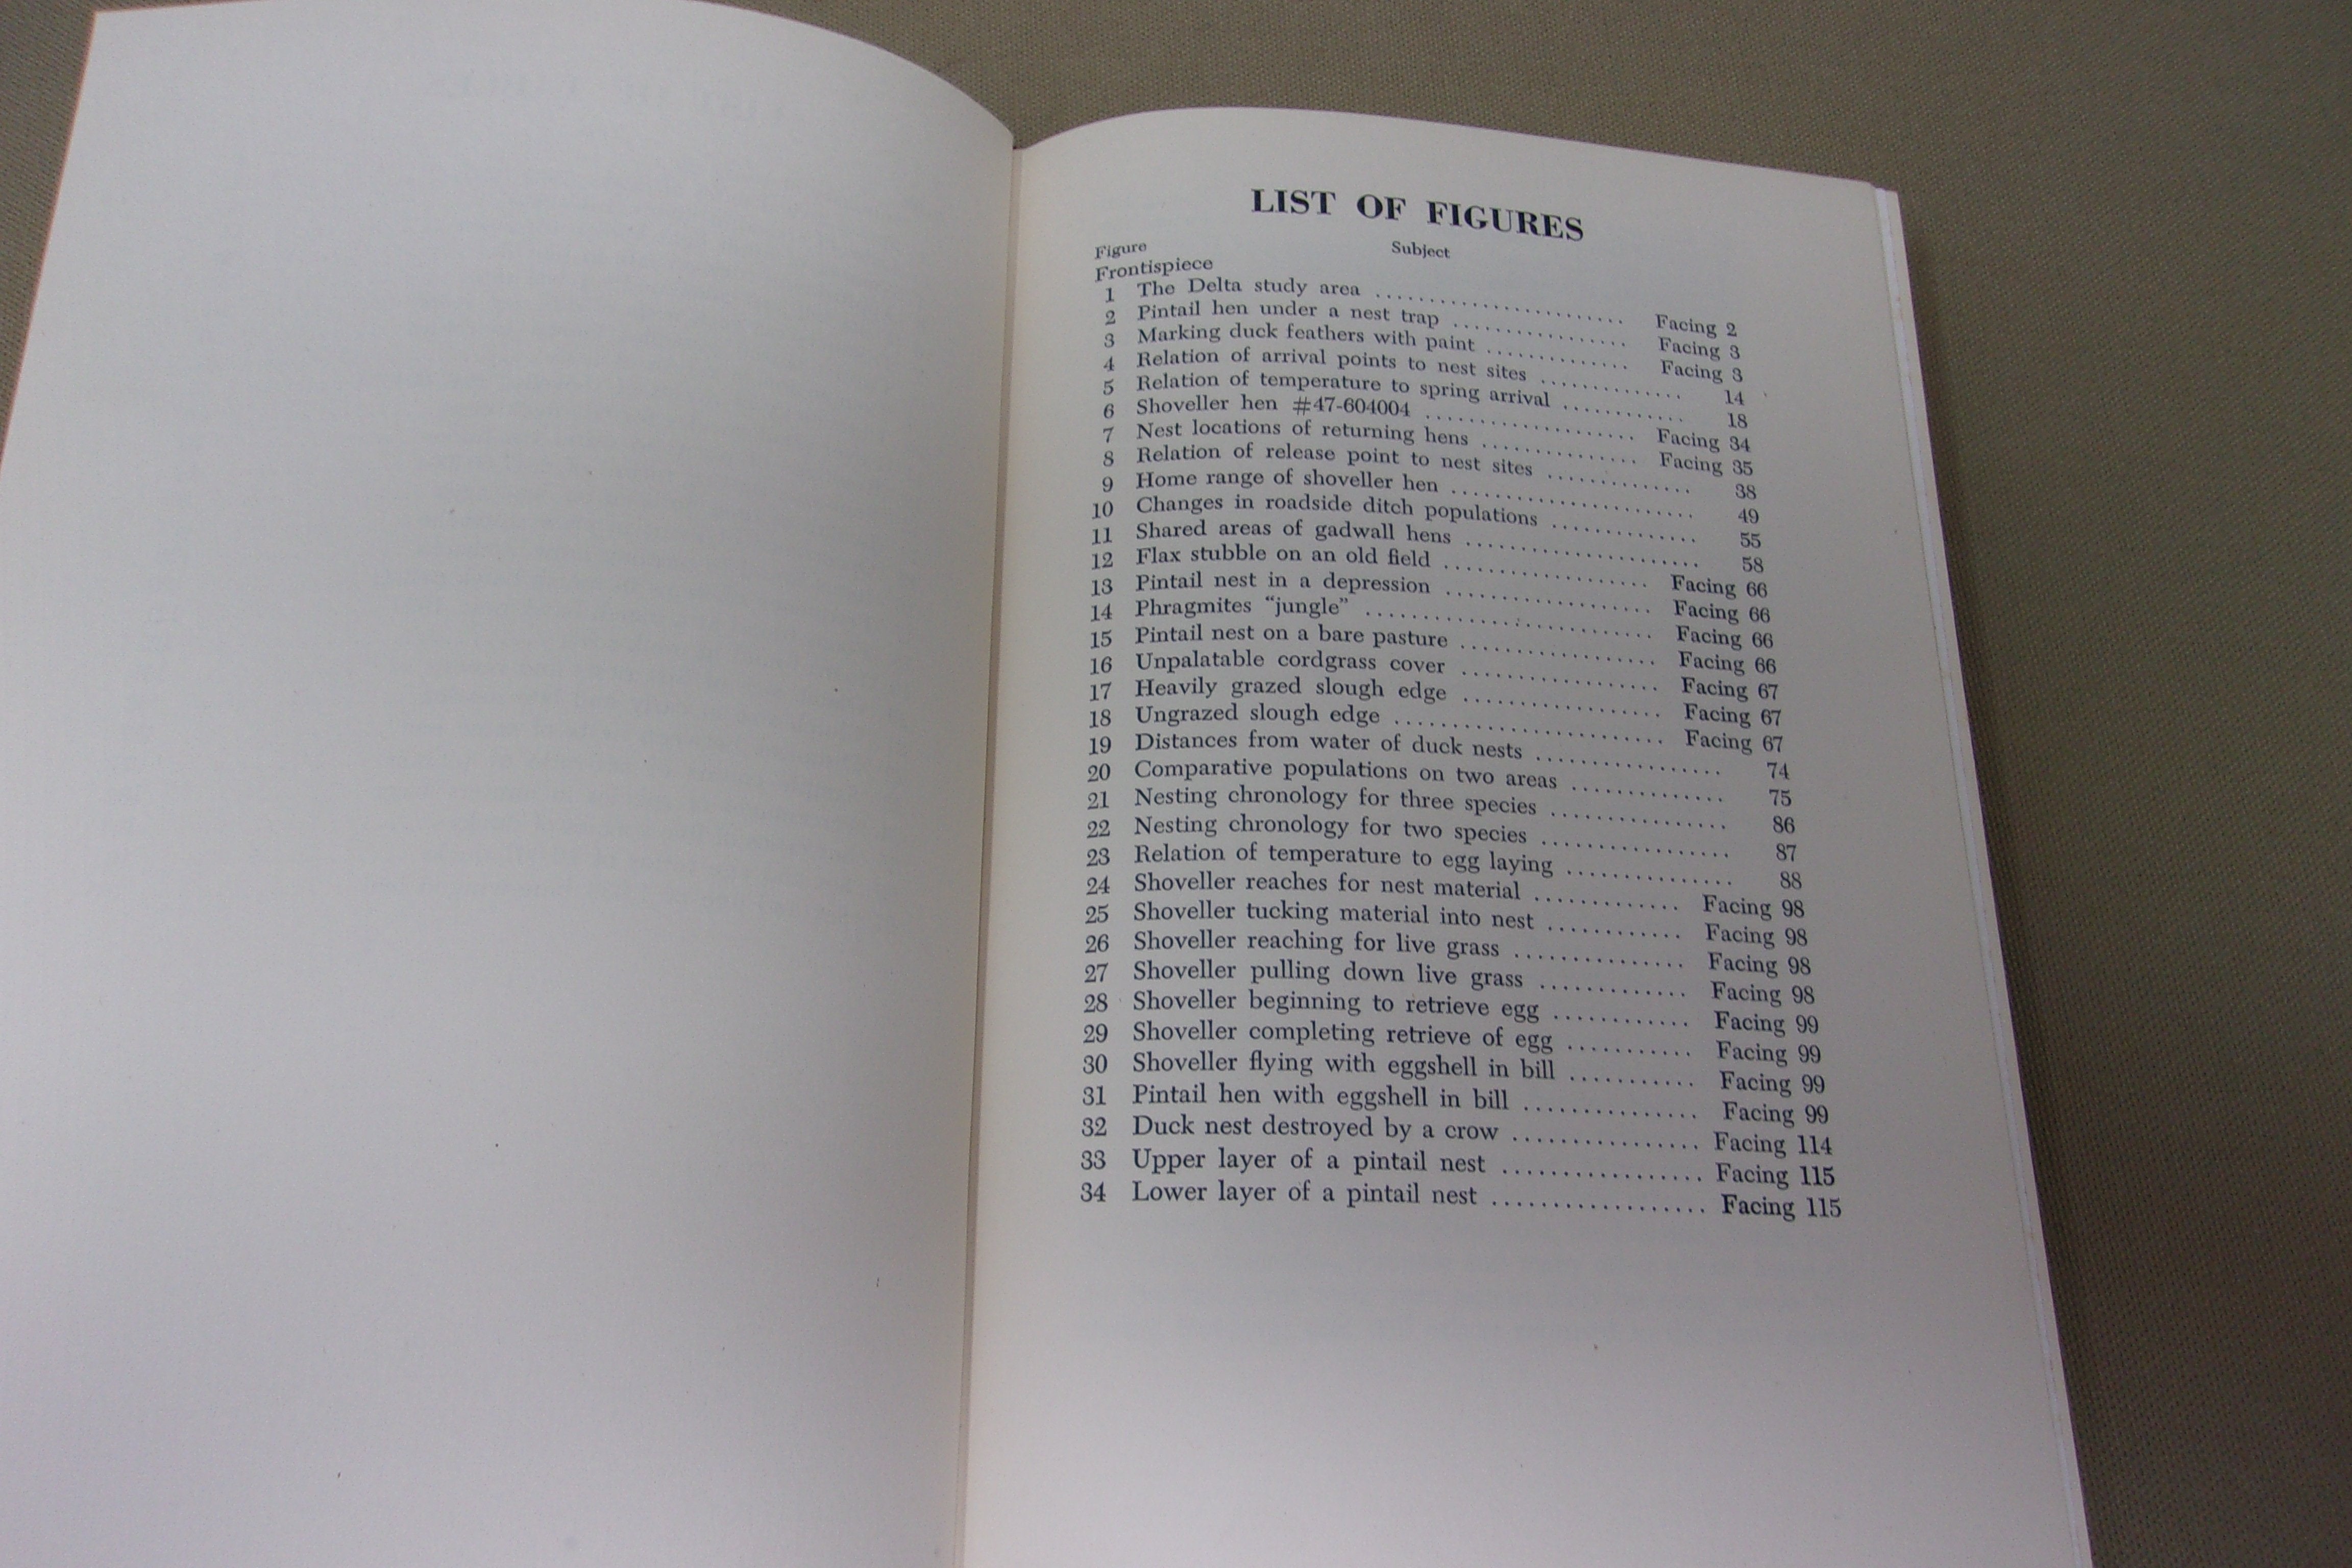 LIST OF FIGURES
Figure Subject
Frontispiece
1 The Delta study area ........................ Facing 2
2 Pintail hen under a nest trap ................ Facing 3
3 Marking duck feathers with paint ............. Facing 3
4 Relation of arrival points to nest sites ............. 14
5 Relation of temperature to spring arrival ............ 18
6 Shoveller hen #47-604004 .................... Facing 34
7 Nest locations of returning hens .............. Facing 35
8 Relation of release point to nest sites ............. 38
9 Home range of shoveller hen ....................... 49
10 Changes in roadside ditch populations ............. 55
11 Shared areas of gadwall hens ...................... 58
12 Flax stubble on an old field .................. Facing 66
13 Pintail nest in a depression .................. Facing 66
14 Phragmites “jungle” .......................... Facing 66
15 Pintail nest on a bare pasture ................. Facing 66
16 Unpalatable cordgrass cover .................. Facing 67
17 Heavily grazed slough edge .................. Facing 67
18 Ungrazed slough edge ........................ Facing 67
19 Distances from water of duck nests ................. 74
20 Comparative populations on two areas .............. 75
21 Nesting chronology for three species ................ 86
22 Nesting chronology for two species ................. 87
23 Relation of temperature to egg laying ............... 88
24 Shoveller reaches for nest material ............. Facing 98
25 Shoveller tucking material into nest ............ Facing 98
26 Shoveller reaching for live grass ............... Facing 98
27 Shoveller pulling down live grass ............. Facing 98
28 Shoveller beginning to retrieve egg ............ Facing 99
29 Shoveller completing retrieve of egg ........... Facing 99
30 Shoveller flying with eggshell in bill ........... Facing 99
31 Pintail hen with eggshell in bill ............... Facing 99
32 Duck nest destroyed by a crow ................. Facing 114
33 Upper layer of a pintail nest .................. Facing 115
34 Lower layer of a pintail nest ................... Facing 115